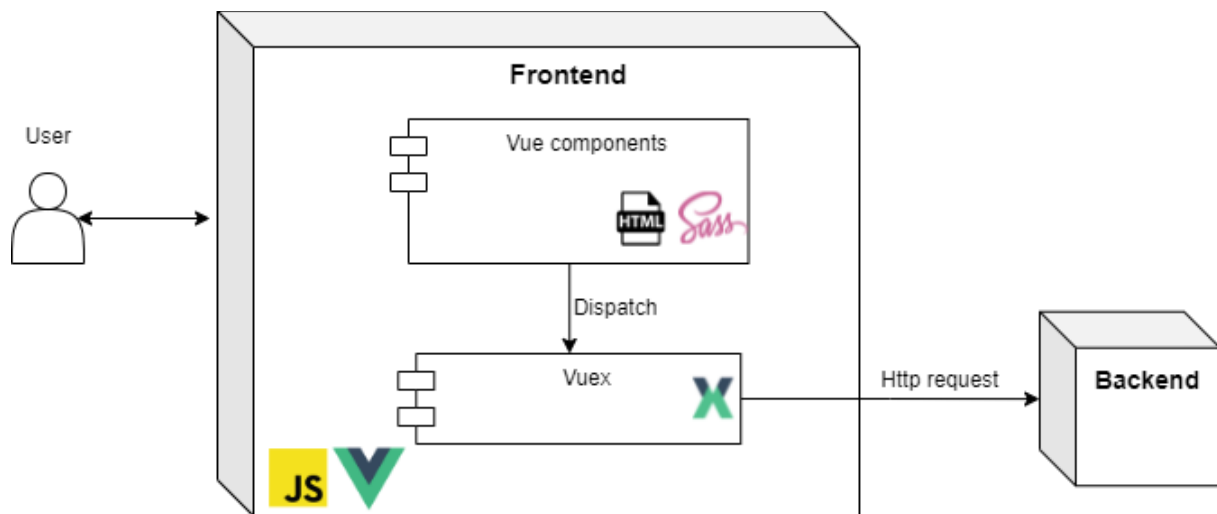 Frontend
User
Vue components
HTML
Sass
Dispatch
Vuex
Http request
Backend
JS